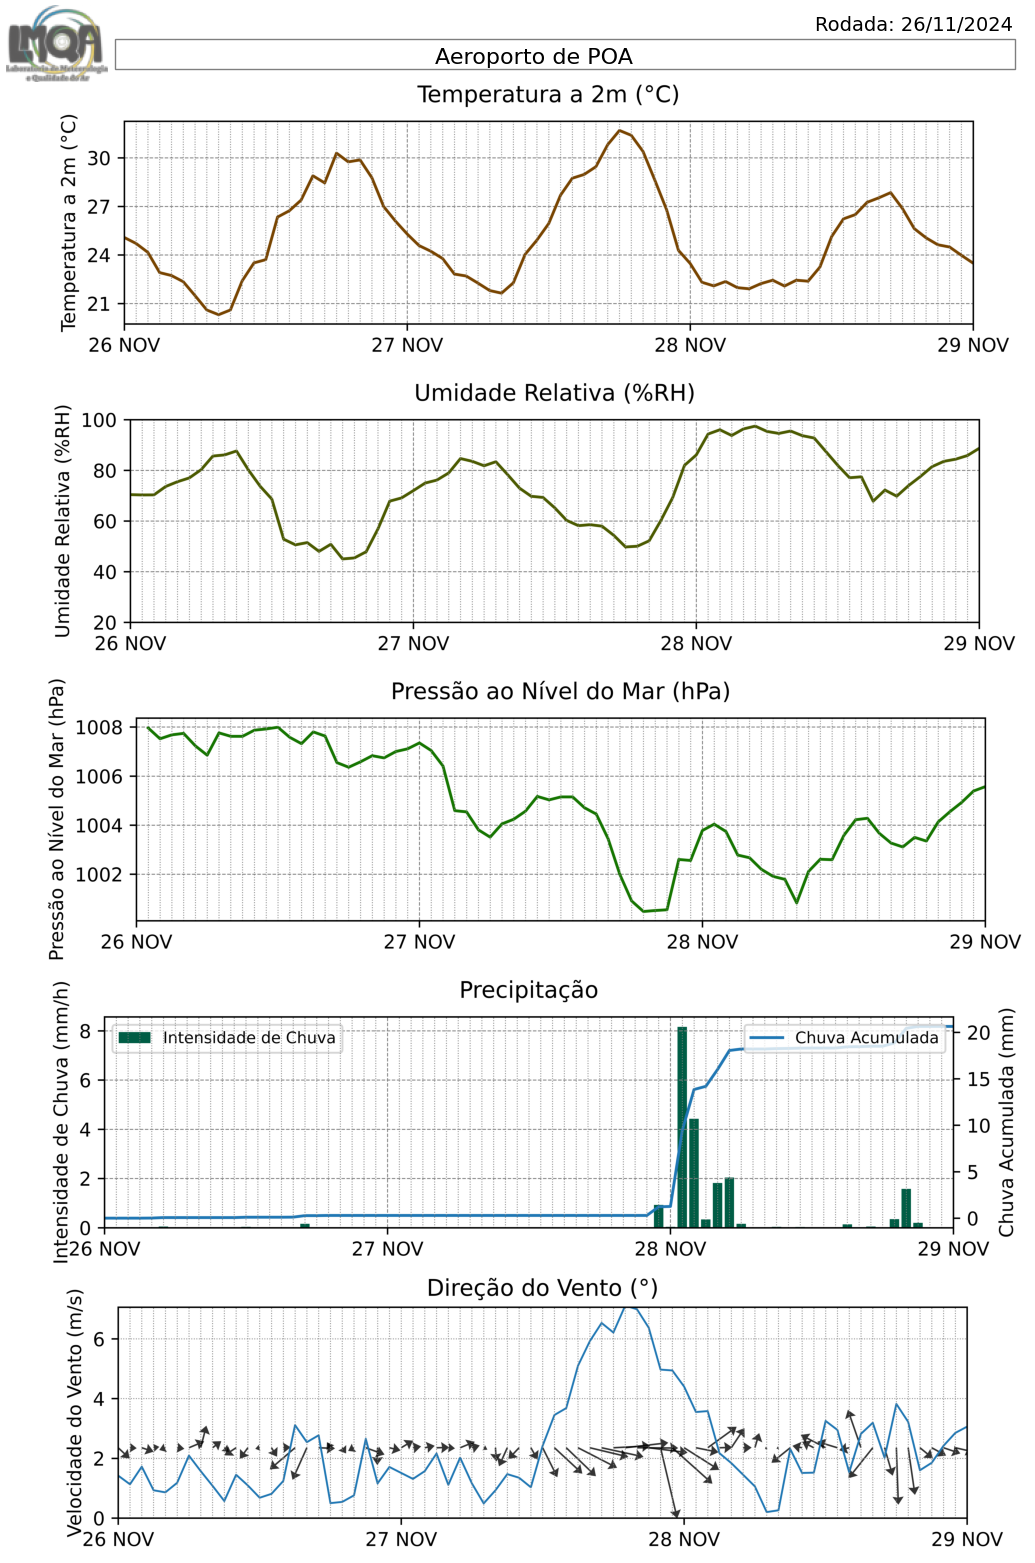 Rodada: 26/11/2024
LMQA
Laboratório de Meteorologia
e Qualidade do Ar
Aeroporto de POA
Temperatura a 2m (°C)
Temperatura a 2m (°C)
30
27
24
21
26 NOV 27 NOV 28 NOV 29 NOV
Umidade Relativa (%RH)
Umidade Relativa (%RH)
100
80
60
40
20
26 NOV 27 NOV 28 NOV 29 NOV
Pressão ao Nível do Mar (hPa)
Pressão ao Nível do Mar (hPa)
1008
1006
1004
1002
26 NOV 27 NOV 28 NOV 29 NOV
Precipitação
Intensidade de Chuva (mm/h)
8
6
4
2
0
Intensidade de Chuva
Chuva Acumulada
20
15
10
5
0
Chuva Acumulada (mm)
26 NOV 27 NOV 28 NOV 29 NOV
Direção do Vento (°)
Velocidade do Vento (m/s)
6
4
2
0
26 NOV 27 NOV 28 NOV 29 NOV